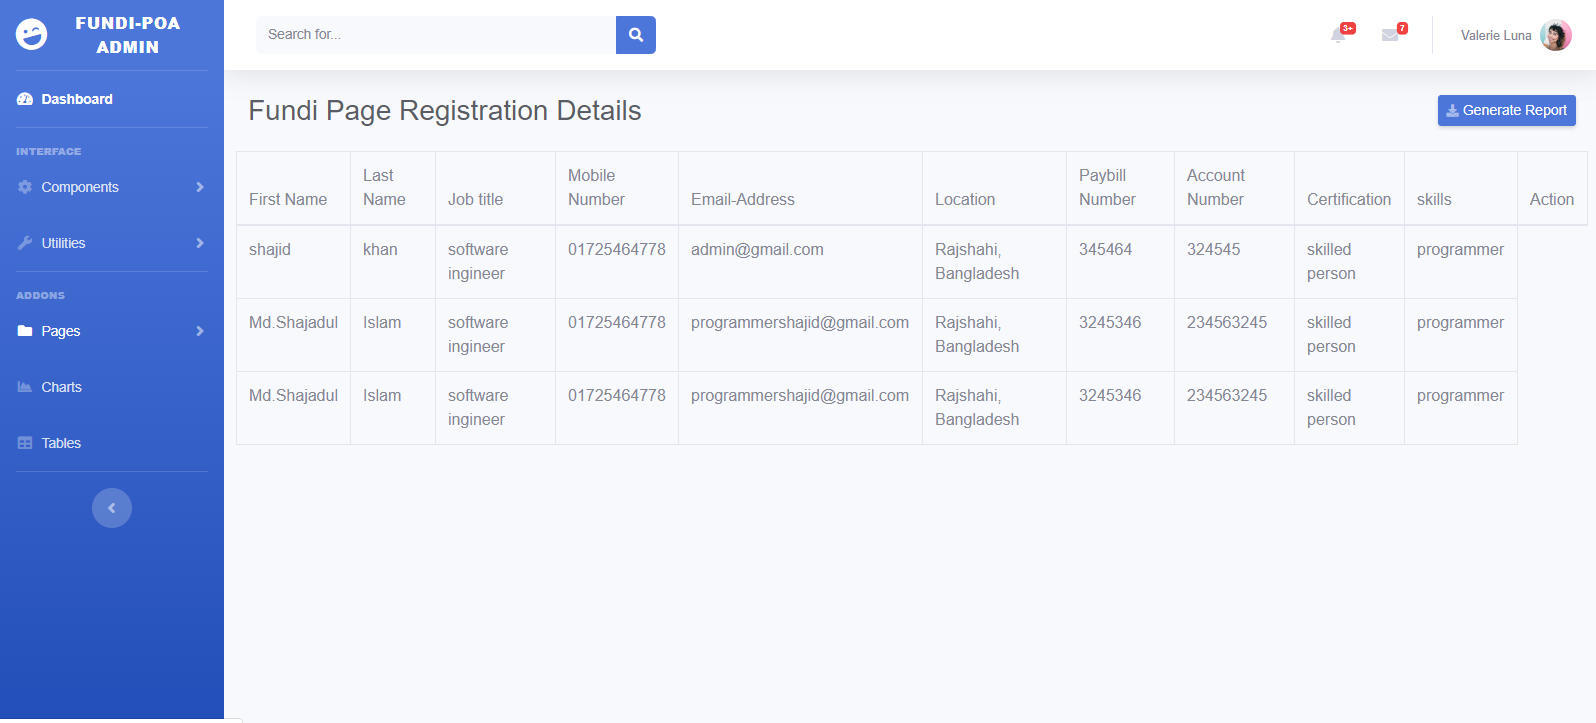 FUNDI-POA
ADMIN
Dashboard
INTERFACE
Components
Utilities
ADDONS
Pages
Charts
Tables
Search for...
3+
7
Valerie Luna
Fundi Page Registration Details
Generate Report
First Name Last Name Job title Mobile Number Email-Address Location Paybill Number Account Number Certification skills Action
shajid khan software ingineer 01725464778 admin@gmail.com Rajshahi, Bangladesh 345464 324545 skilled person programmer
Md.Shajadul Islam software ingineer 01725464778 programmershajid@gmail.com Rajshahi, Bangladesh 3245346 234563245 skilled person programmer
Md.Shajadul Islam software ingineer 01725464778 programmershajid@gmail.com Rajshahi, Bangladesh 3245346 234563245 skilled person programmer